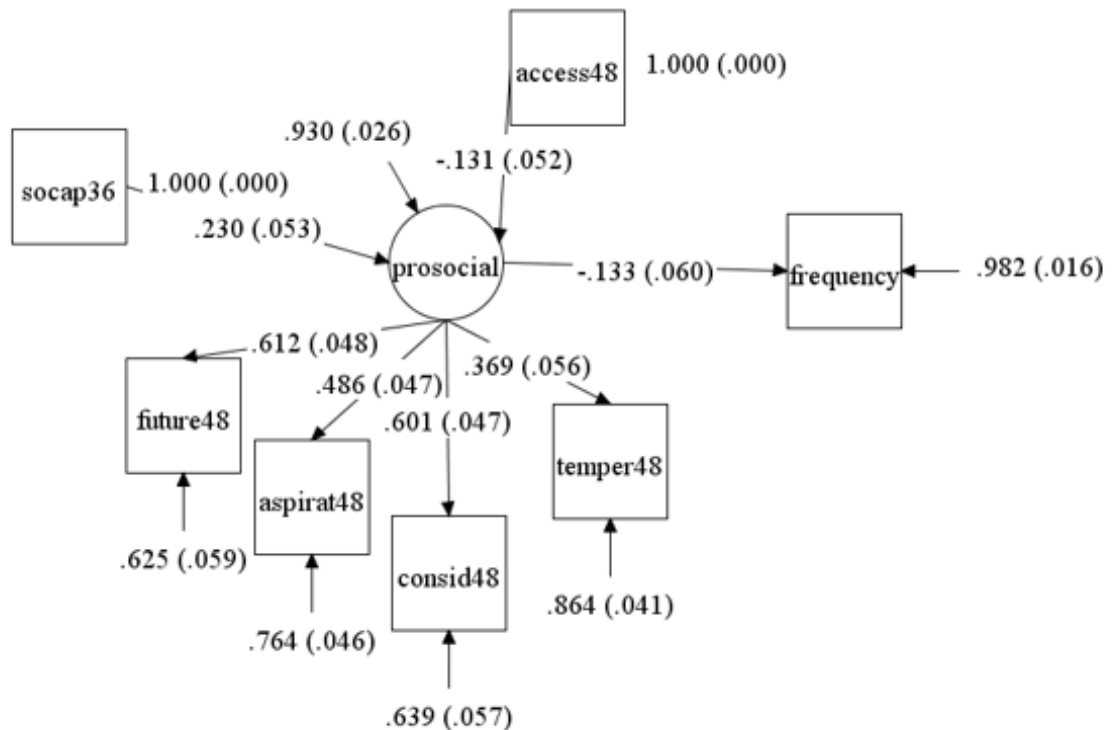 access48
1.000 (.000)
.930 (.026)
-.131 (.052)
socap36
1.000 (.000)
.230 (.053)
prosocial
-.133 (.060)
frequency
.982 (.016)
.612 (.048)
.369 (.056)
.486 (.047)
future48
.601 (.047)
temper48
aspirat48
.625 (.059)
consid48
.864 (.041)
.764 (.046)
.639 (.057)